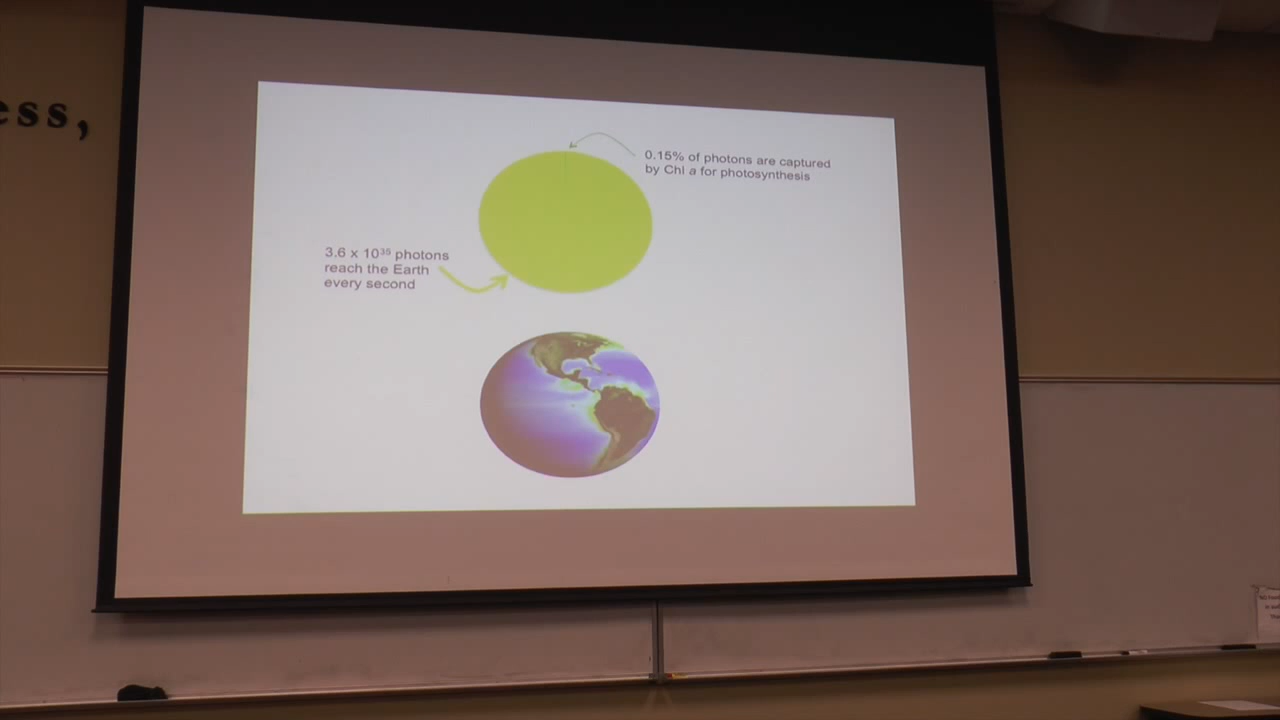 ess,
0.15% of photons are captured
by Chl a for photosynthesis
3.6 x 10³⁵ photons
reach the Earth
every second